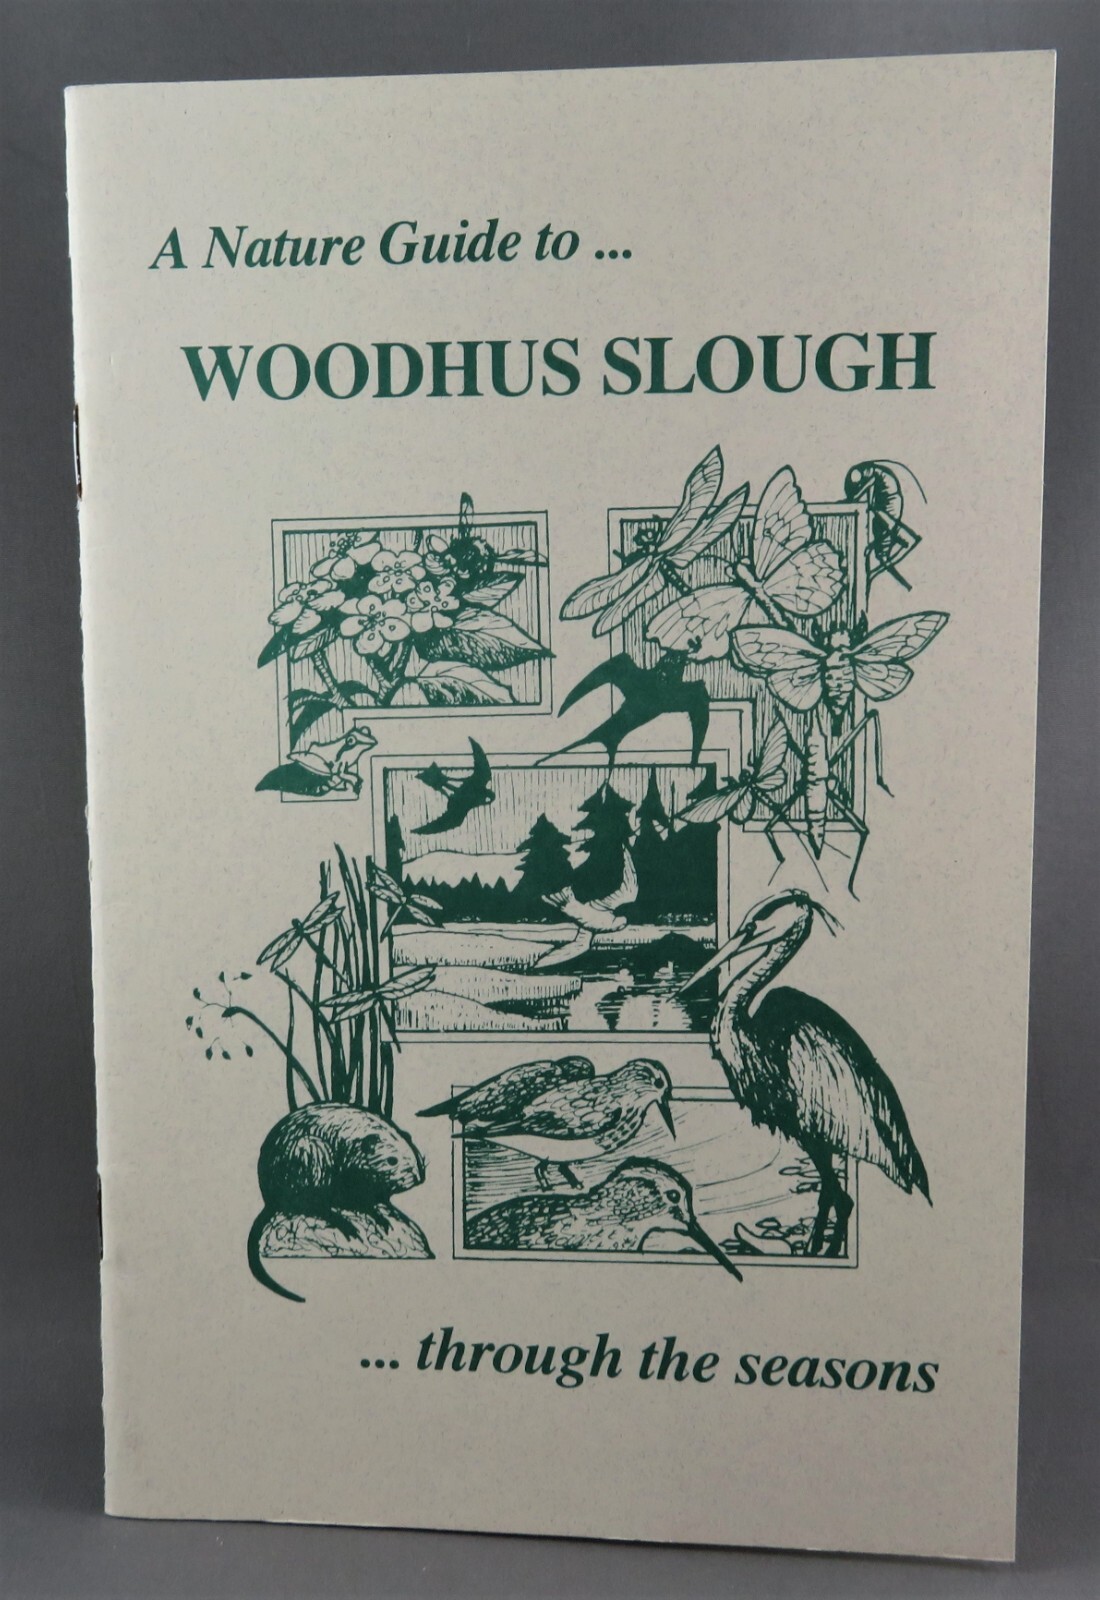 A Nature Guide to ...
WOODHUS SLOUGH
... through the seasons